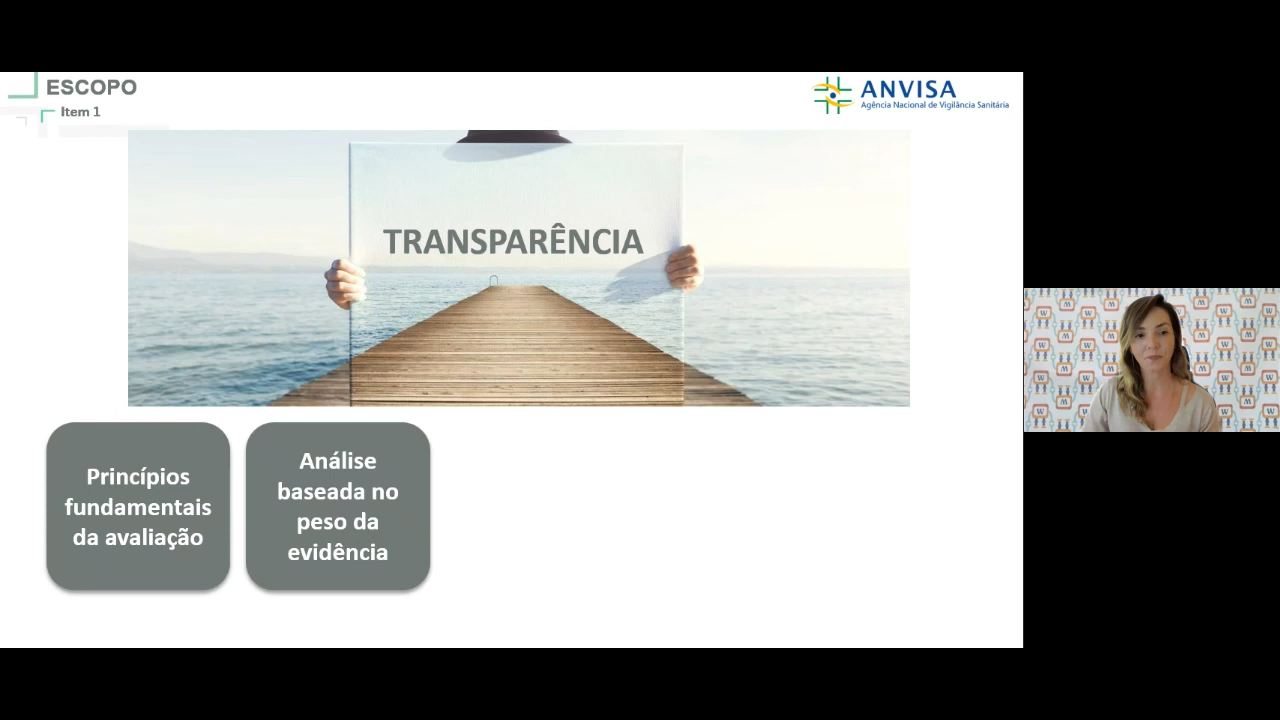 ESCOPO
Item 1
ANVISA
Agência Nacional de Vigilância Sanitária
TRANSPARÊNCIA
Princípios
fundamentais
da avaliação
Análise
baseada no
peso da
evidência